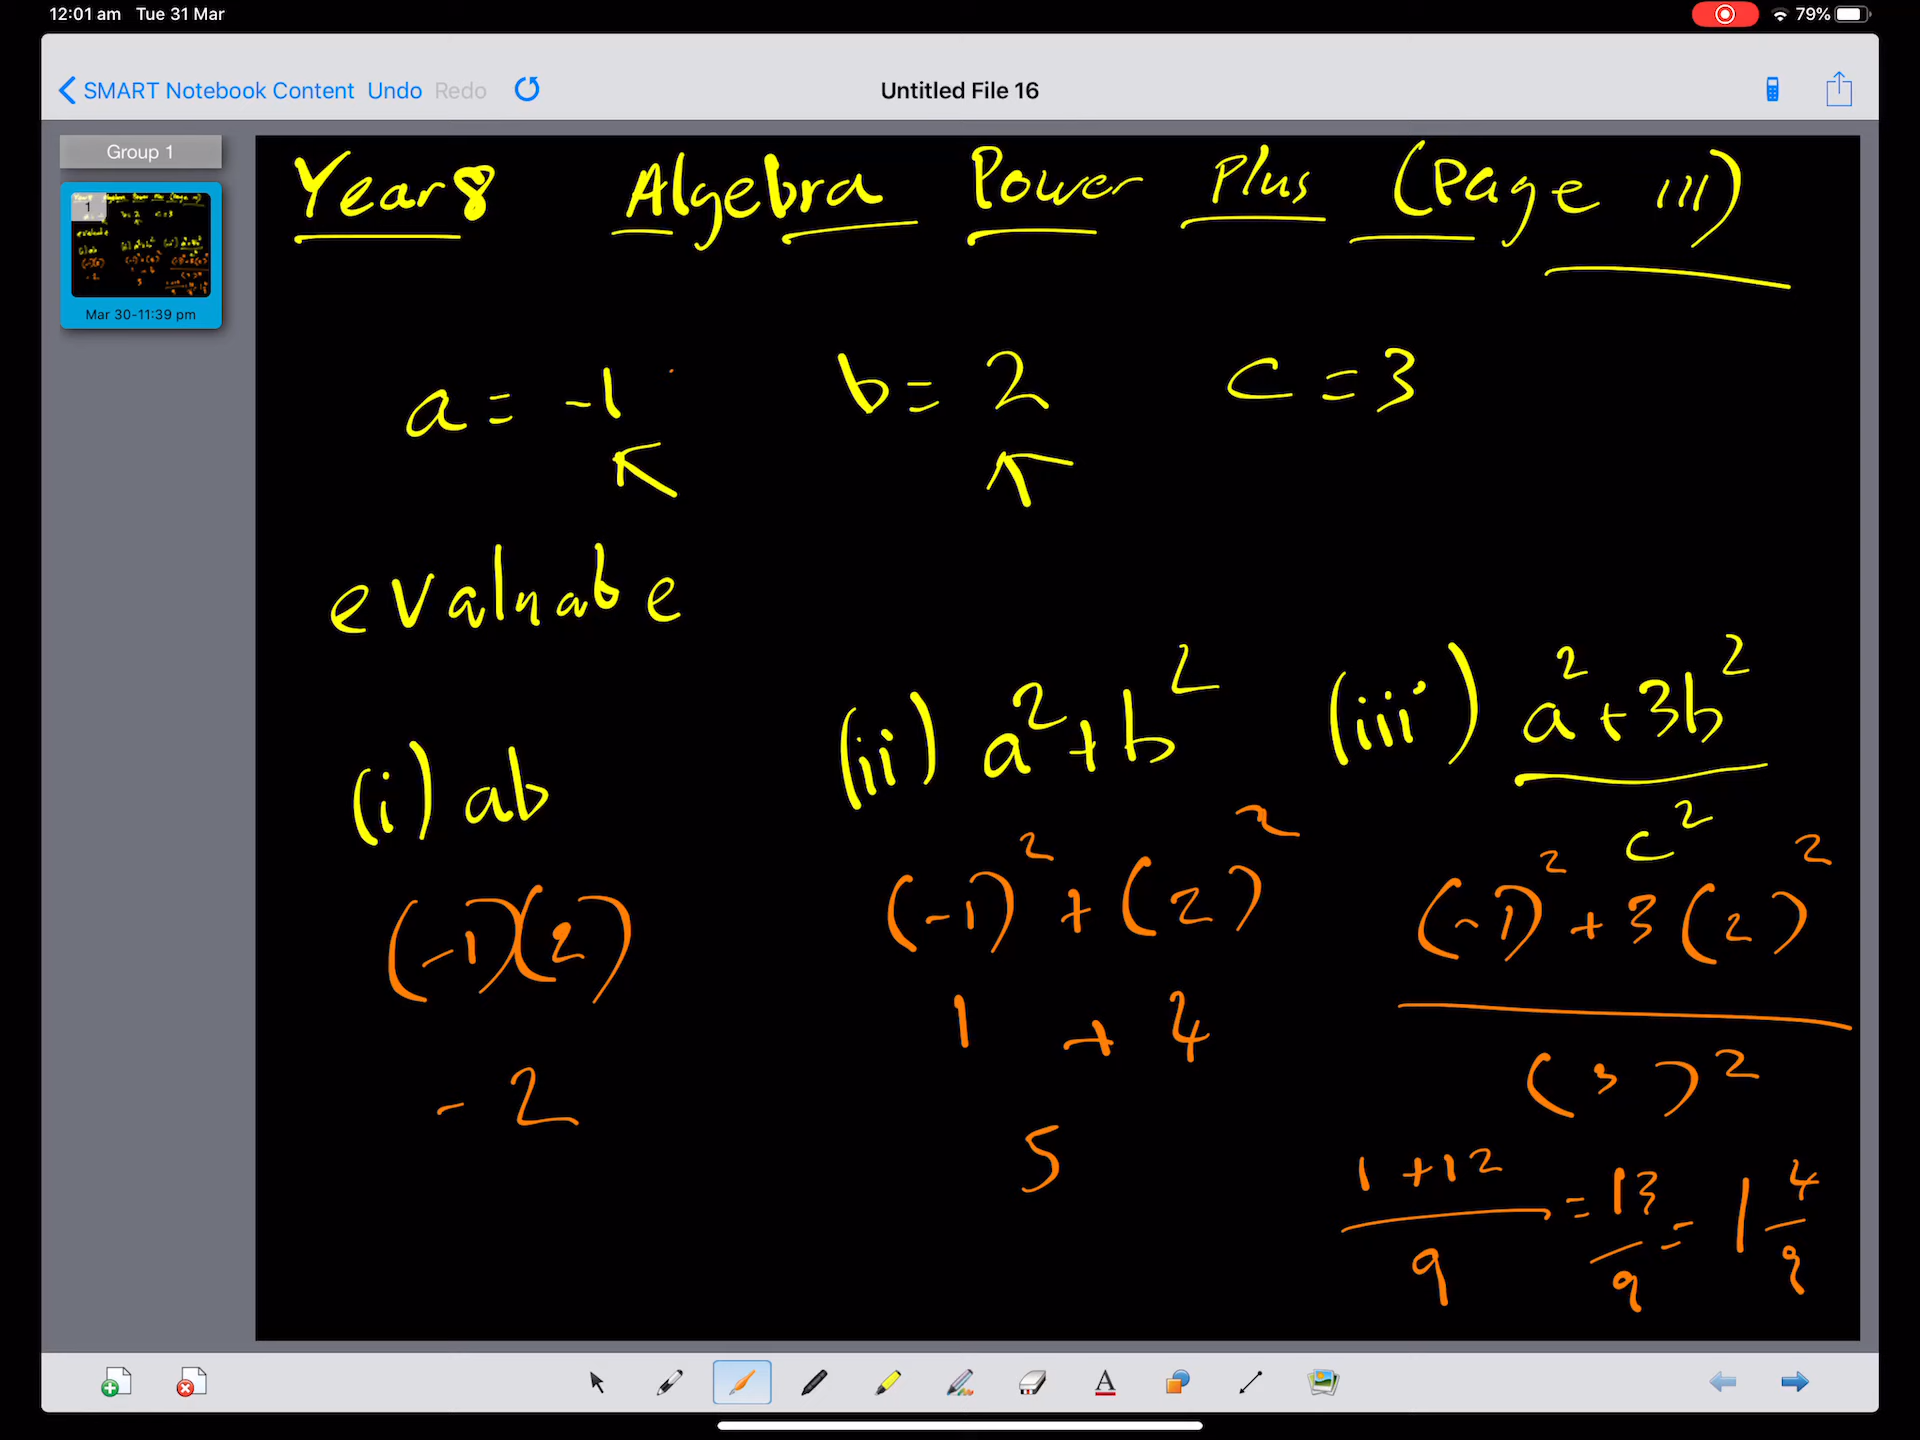 12:01 am Tue 31 Mar 79%
SMART Notebook Content Undo Redo Untitled File 16
Group 1
1
Mar 30-11:39 pm
Year 8 Algebra Power Plus (Page 111)
a = -1 b = 2 c = 3
evaluate
(i) ab (ii) a² + b² (iii) a² + 3b² / c²
(-1)(2) (-1)² + (2)² (-1)² + 3(2)² / (3)²
-2 1 + 4
5 1 + 12 / 9 = 13/9 = 1 4/9